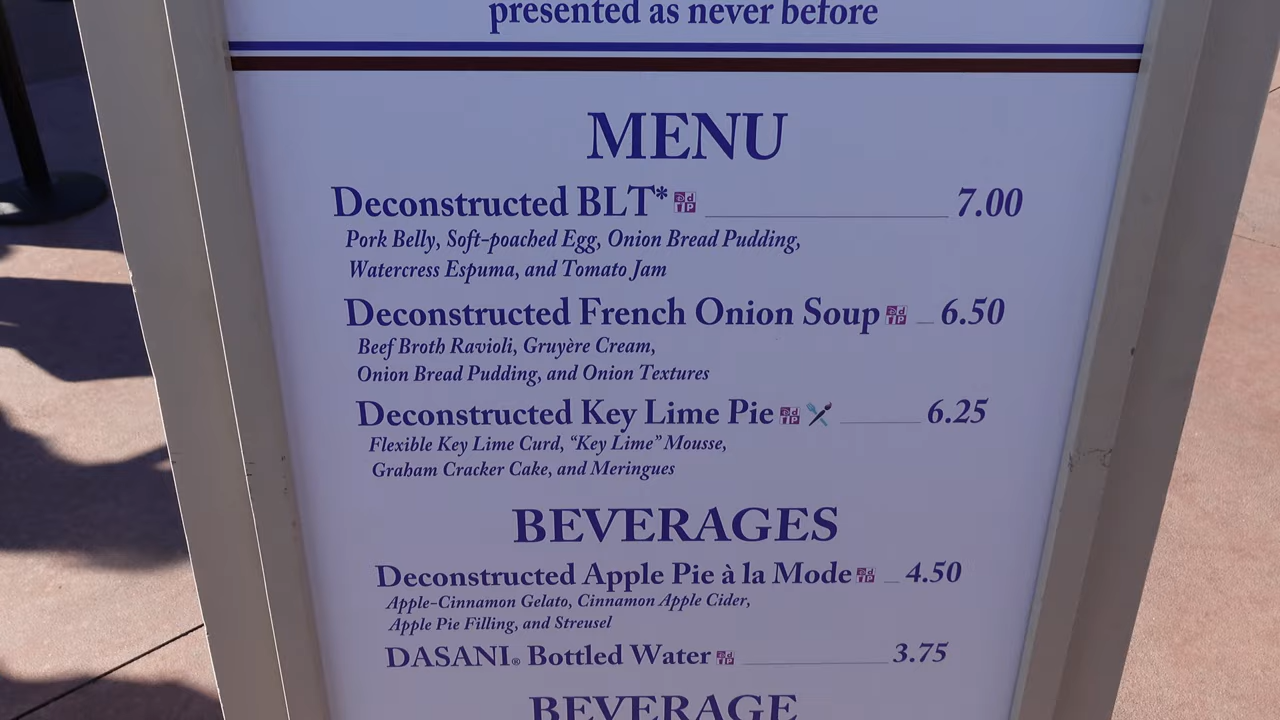 presented as never before
MENU
Deconstructed BLT* 7.00
Pork Belly, Soft-poached Egg, Onion Bread Pudding,
Watercress Espuma, and Tomato Jam
Deconstructed French Onion Soup 6.50
Beef Broth Ravioli, Gruyère Cream,
Onion Bread Pudding, and Onion Textures
Deconstructed Key Lime Pie 6.25
Flexible Key Lime Curd, “Key Lime” Mousse,
Graham Cracker Cake, and Meringues
BEVERAGES
Deconstructed Apple Pie à la Mode 4.50
Apple-Cinnamon Gelato, Cinnamon Apple Cider,
Apple Pie Filling, and Streusel
DASANI® Bottled Water 3.75
BEVERAGE